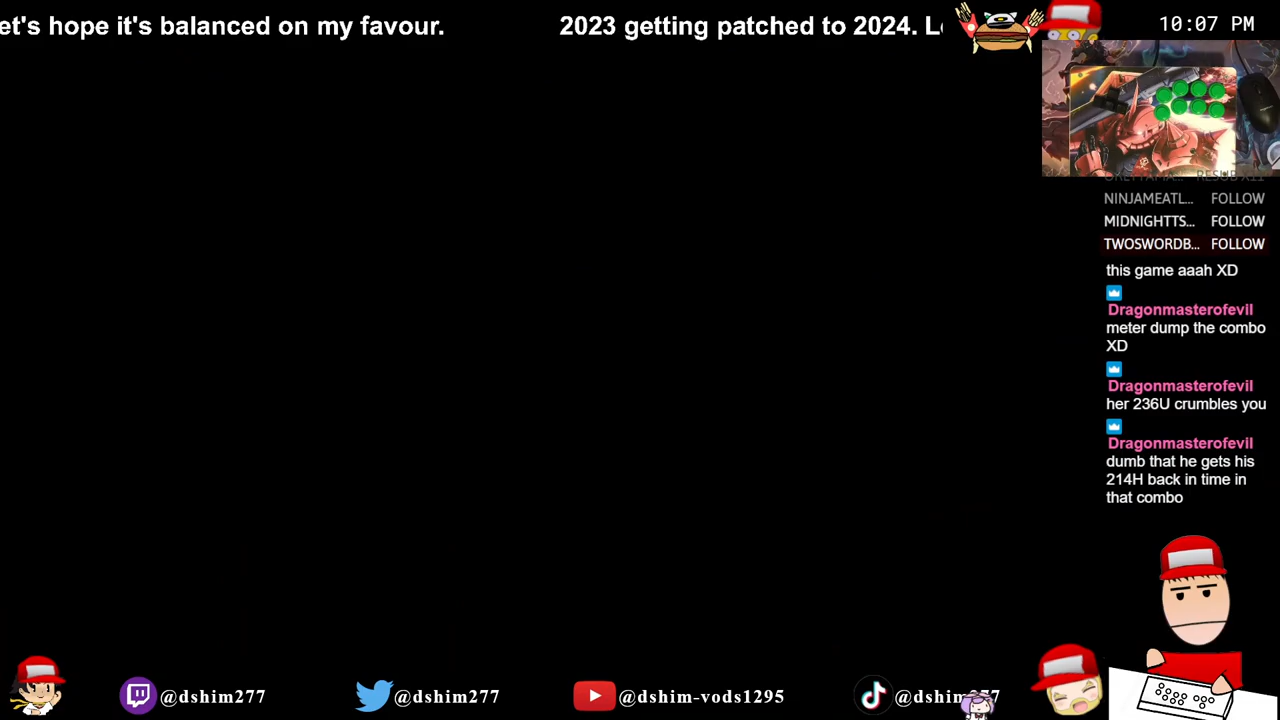 et's hope it's balanced on my favour. 2023 getting patched to 2024. Le
10:07 PM
NINJAMEATL... FOLLOW
MIDNIGHTTS... FOLLOW
TWOSWORDB... FOLLOW
this game aaah XD
Dragonmasterofevil
meter dump the combo
XD
Dragonmasterofevil
her 236U crumbles you
Dragonmasterofevil
dumb that he gets his
214H back in time in
that combo
@dshim277 @dshim277 @dshim-vods1295 @dshim277